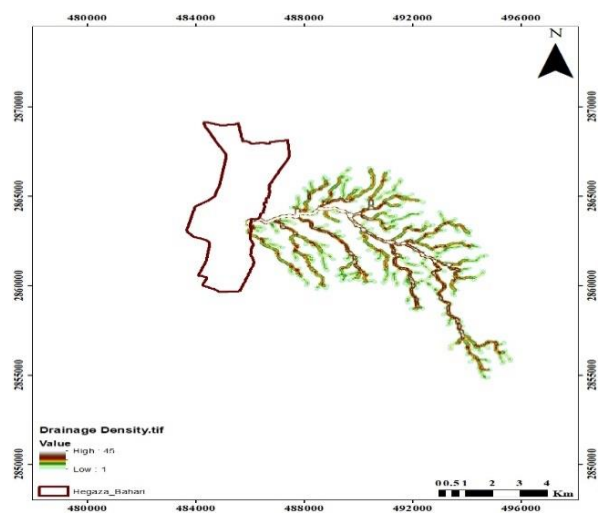 480000 484000 488000 492000 496000
N
2870000 2870000
2865000 2865000
2860000 2860000
2855000 2855000
2850000 2850000
Drainage Density.tif
Value
High : 45
Low : 1
Hegaza_Bahari
0 0.5 1 2 3 4
Km
480000 484000 488000 492000 496000